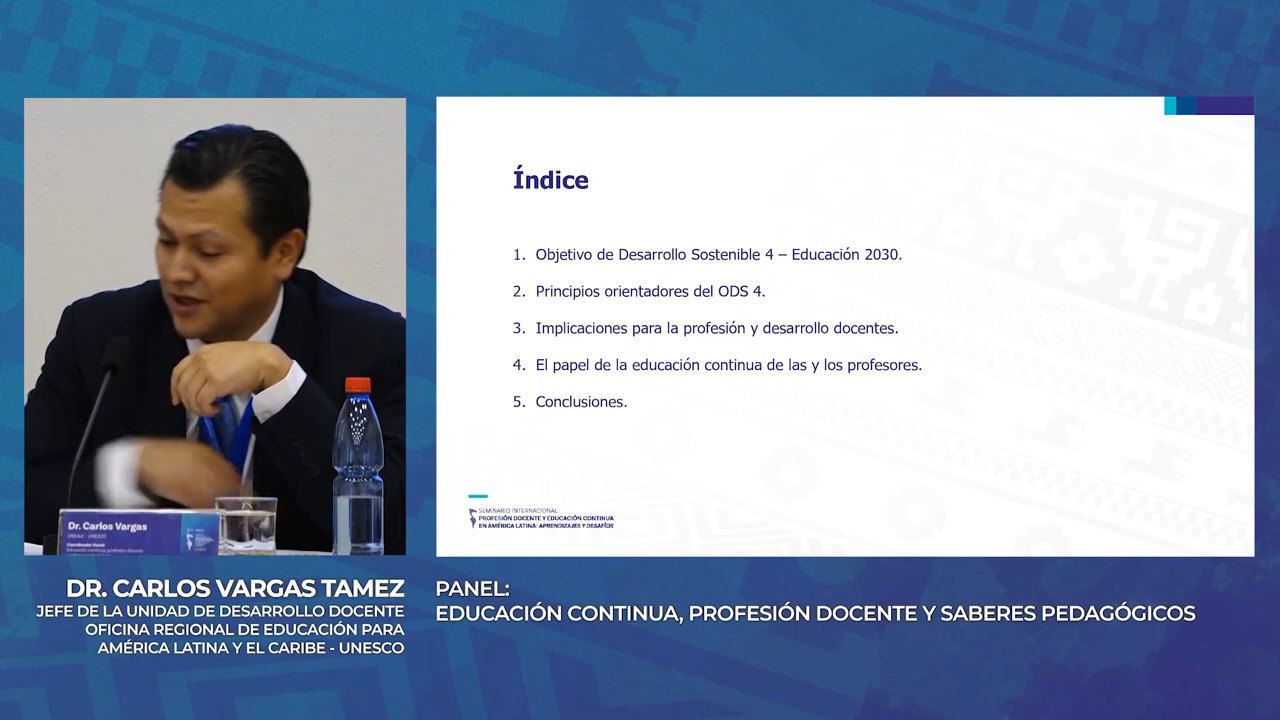 Índice
1. Objetivo de Desarrollo Sostenible 4 – Educación 2030.
2. Principios orientadores del ODS 4.
3. Implicaciones para la profesión y desarrollo docentes.
4. El papel de la educación continua de las y los profesores.
5. Conclusiones.
SEMINARIO INTERNACIONAL
PROFESIÓN DOCENTE Y EDUCACIÓN CONTINUA
EN AMÉRICA LATINA: APRENDIZAJES Y DESAFÍOS
Dr. Carlos Vargas
DR. CARLOS VARGAS TAMEZ
JEFE DE LA UNIDAD DE DESARROLLO DOCENTE
OFICINA REGIONAL DE EDUCACIÓN PARA
AMÉRICA LATINA Y EL CARIBE - UNESCO
PANEL:
EDUCACIÓN CONTINUA, PROFESIÓN DOCENTE Y SABERES PEDAGÓGICOS